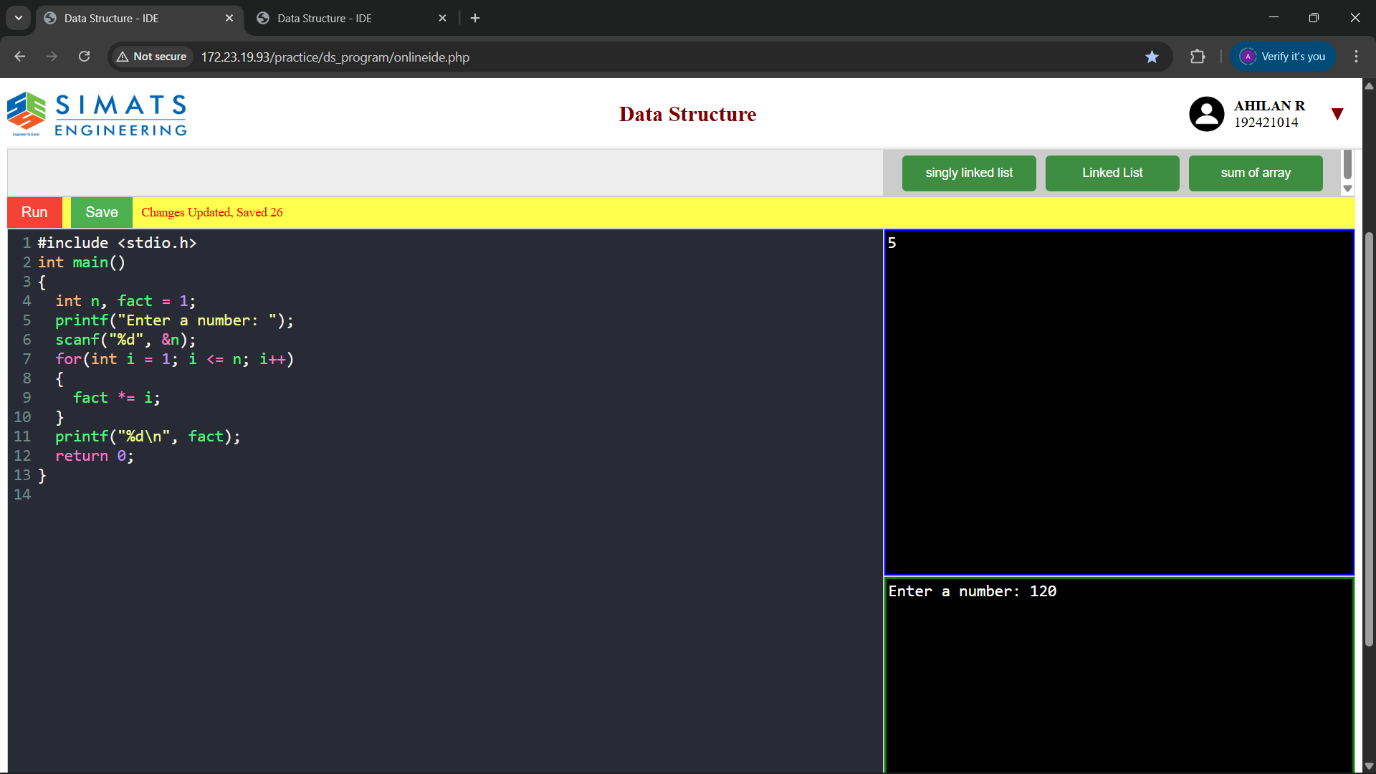 Data Structure - IDE
Data Structure - IDE
Not secure
172.23.19.93/practice/ds_program/onlineide.php
A
Verify it's you
SIMATS
ENGINEERING
Data Structure
AHILAN R
192421014
singly linked list
Linked List
sum of array
Run
Save
Changes Updated, Saved 26
1 #include <stdio.h>
2 int main()
3 {
4   int n, fact = 1;
5   printf("Enter a number: ");
6   scanf("%d", &n);
7   for(int i = 1; i <= n; i++)
8   {
9     fact *= i;
10   }
11   printf("%d\n", fact);
12   return 0;
13 }
14
5
Enter a number: 120